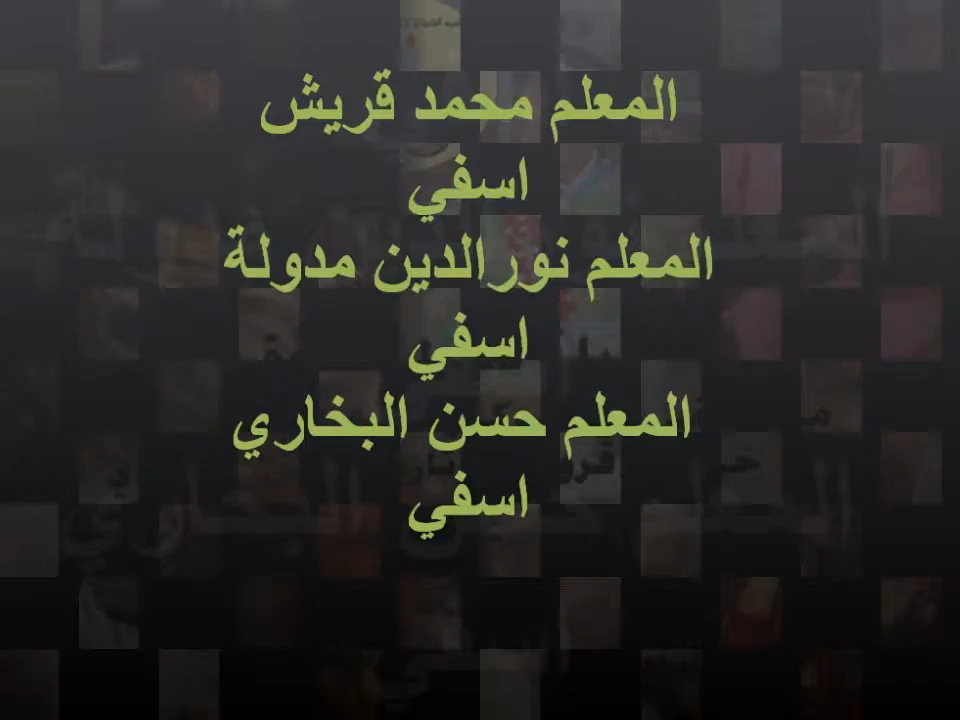 المعلم محمد قريش
اسفي
المعلم نورالدين مدولة
اسفي
المعلم حسن البخاري
اسفي